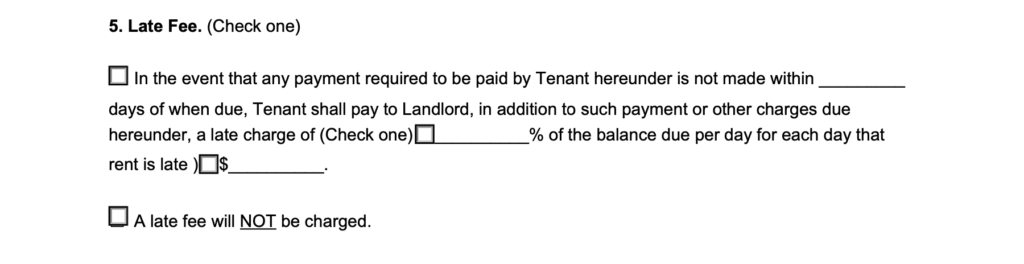 5. Late Fee. (Check one)
☐ In the event that any payment required to be paid by Tenant hereunder is not made within _________
days of when due, Tenant shall pay to Landlord, in addition to such payment or other charges due
hereunder, a late charge of (Check one)☐__________% of the balance due per day for each day that
rent is late )☐$__________.
☐ A late fee will NOT be charged.